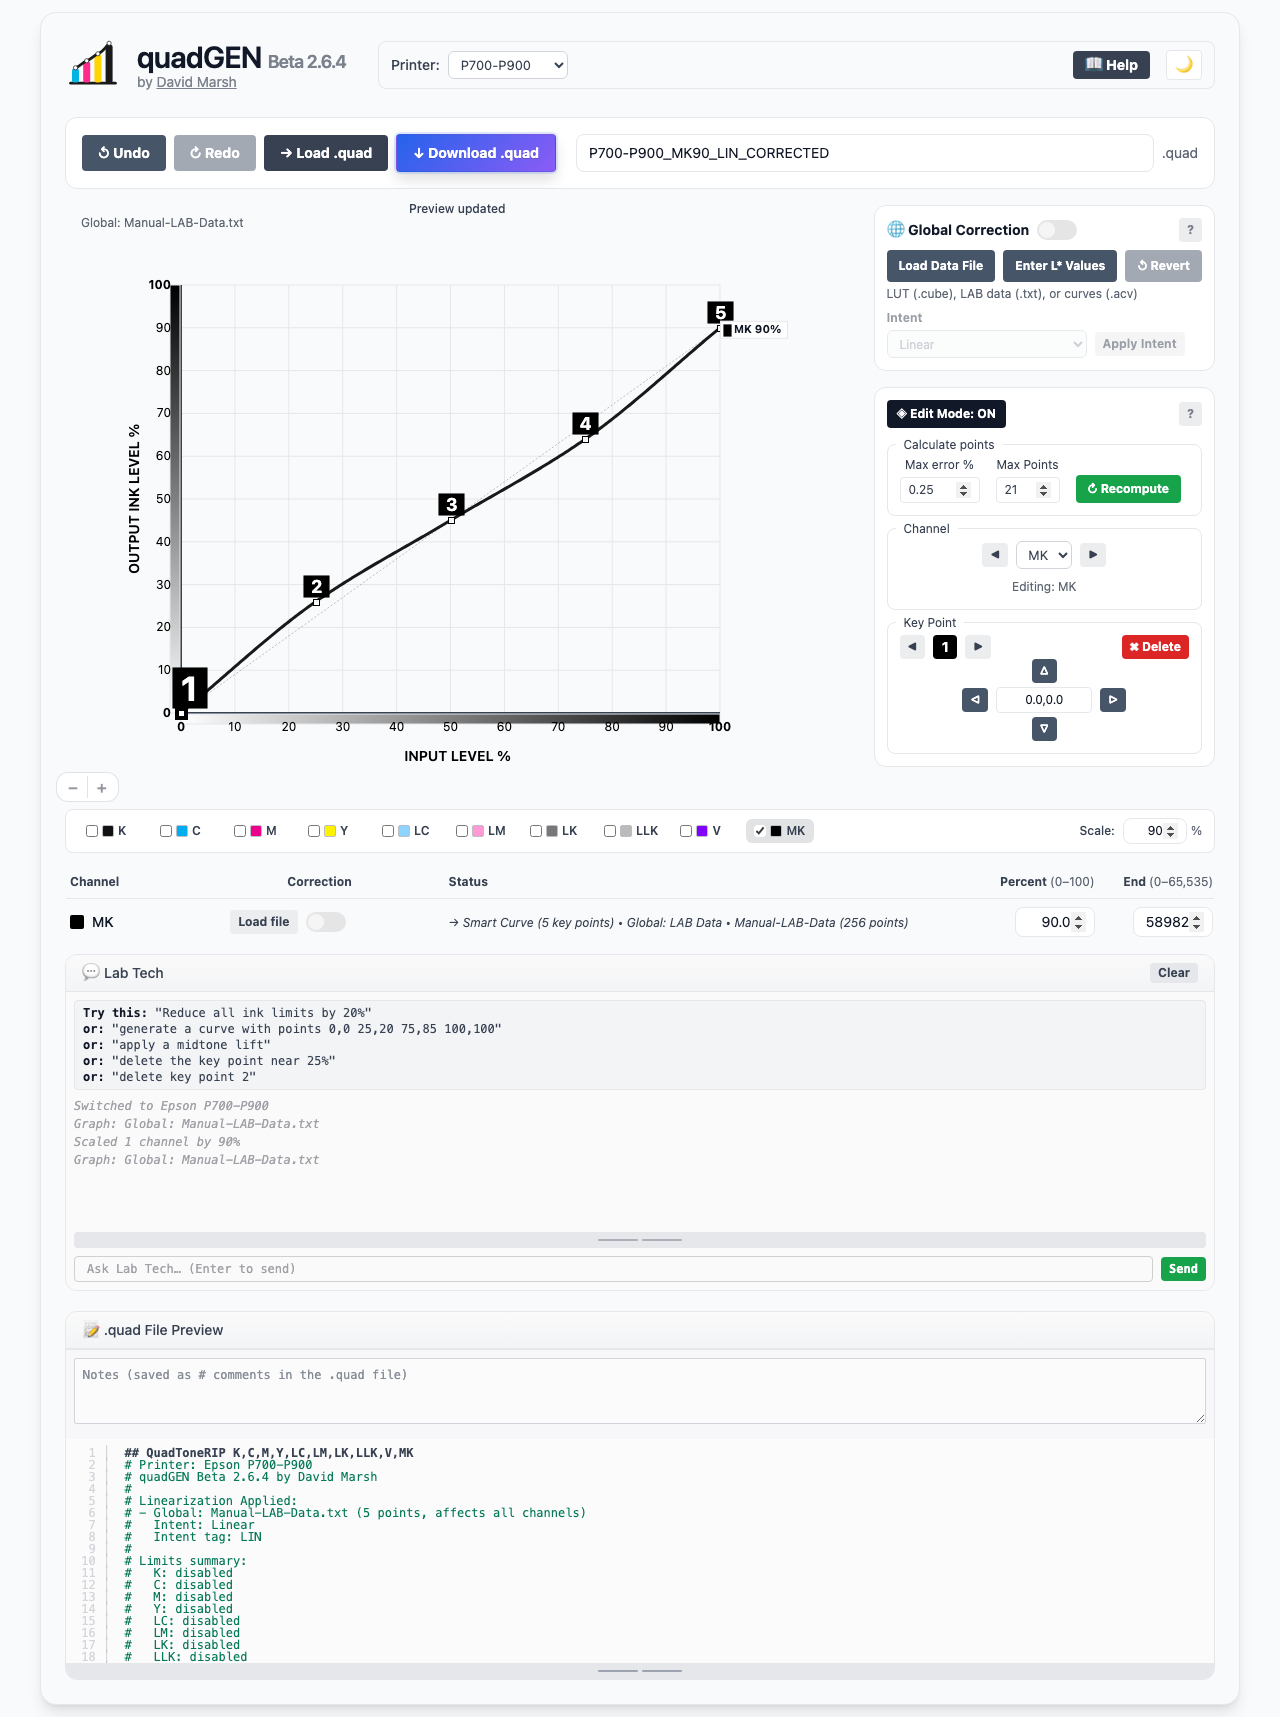 quadGEN Beta 2.6.4
by David Marsh
Printer: P700-P900
📖 Help
↺ Undo
↻ Redo
→ Load .quad
↓ Download .quad
P700-P900_MK90_LIN_CORRECTED
.quad
Global: Manual-LAB-Data.txt
Preview updated
100
90
80
70
60
50
40
30
20
10
0
OUTPUT INK LEVEL %
1
2
3
4
5
MK 90%
0
10
20
30
40
50
60
70
80
90
100
INPUT LEVEL %
− +
🌐 Global Correction
?
Load Data File
Enter L* Values
↺ Revert
LUT (.cube), LAB data (.txt), or curves (.acv)
Intent
Linear
Apply Intent
◈ Edit Mode: ON
?
Calculate points
Max error %
Max Points
0.25
21
↻ Recompute
Channel
MK
Editing: MK
Key Point
1
✖ Delete
0.0,0.0
K
C
M
Y
LC
LM
LK
LLK
V
MK
Scale: 90 %
Channel
Correction
Status
Percent (0–100)
End (0–65,535)
MK
Load file
→ Smart Curve (5 key points) • Global: LAB Data • Manual-LAB-Data (256 points)
90.0
58982
💬 Lab Tech
Clear
Try this: "Reduce all ink limits by 20%"
or: "generate a curve with points 0,0 25,20 75,85 100,100"
or: "apply a midtone lift"
or: "delete the key point near 25%"
or: "delete key point 2"
Switched to Epson P700-P900
Graph: Global: Manual-LAB-Data.txt
Scaled 1 channel by 90%
Graph: Global: Manual-LAB-Data.txt
Ask Lab Tech… (Enter to send)
Send
📝 .quad File Preview
Notes (saved as # comments in the .quad file)
1 ## QuadToneRIP K,C,M,Y,LC,LM,LK,LLK,V,MK
2 # Printer: Epson P700-P900
3 # quadGEN Beta 2.6.4 by David Marsh
4 #
5 # Linearization Applied:
6 # - Global: Manual-LAB-Data.txt (5 points, affects all channels)
7 #   Intent: Linear
8 #   Intent tag: LIN
9 #
10 # Limits summary:
11 #   K: disabled
12 #   C: disabled
13 #   M: disabled
14 #   Y: disabled
15 #   LC: disabled
16 #   LM: disabled
17 #   LK: disabled
18 #   LLK: disabled